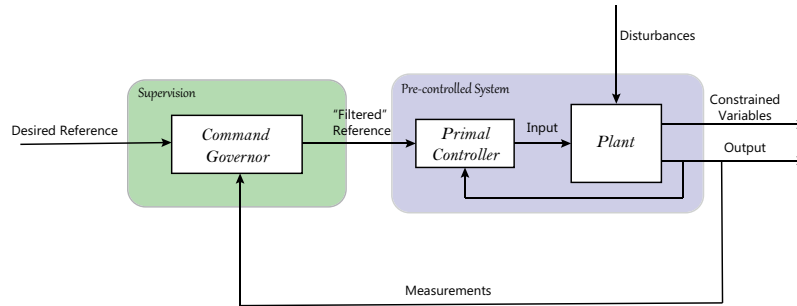 Disturbances
Supervision
Pre-controlled System
Desired Reference
Command
Governor
"Filtered"
Reference
Primal
Controller
Input
Plant
Constrained
Variables
Output
Measurements